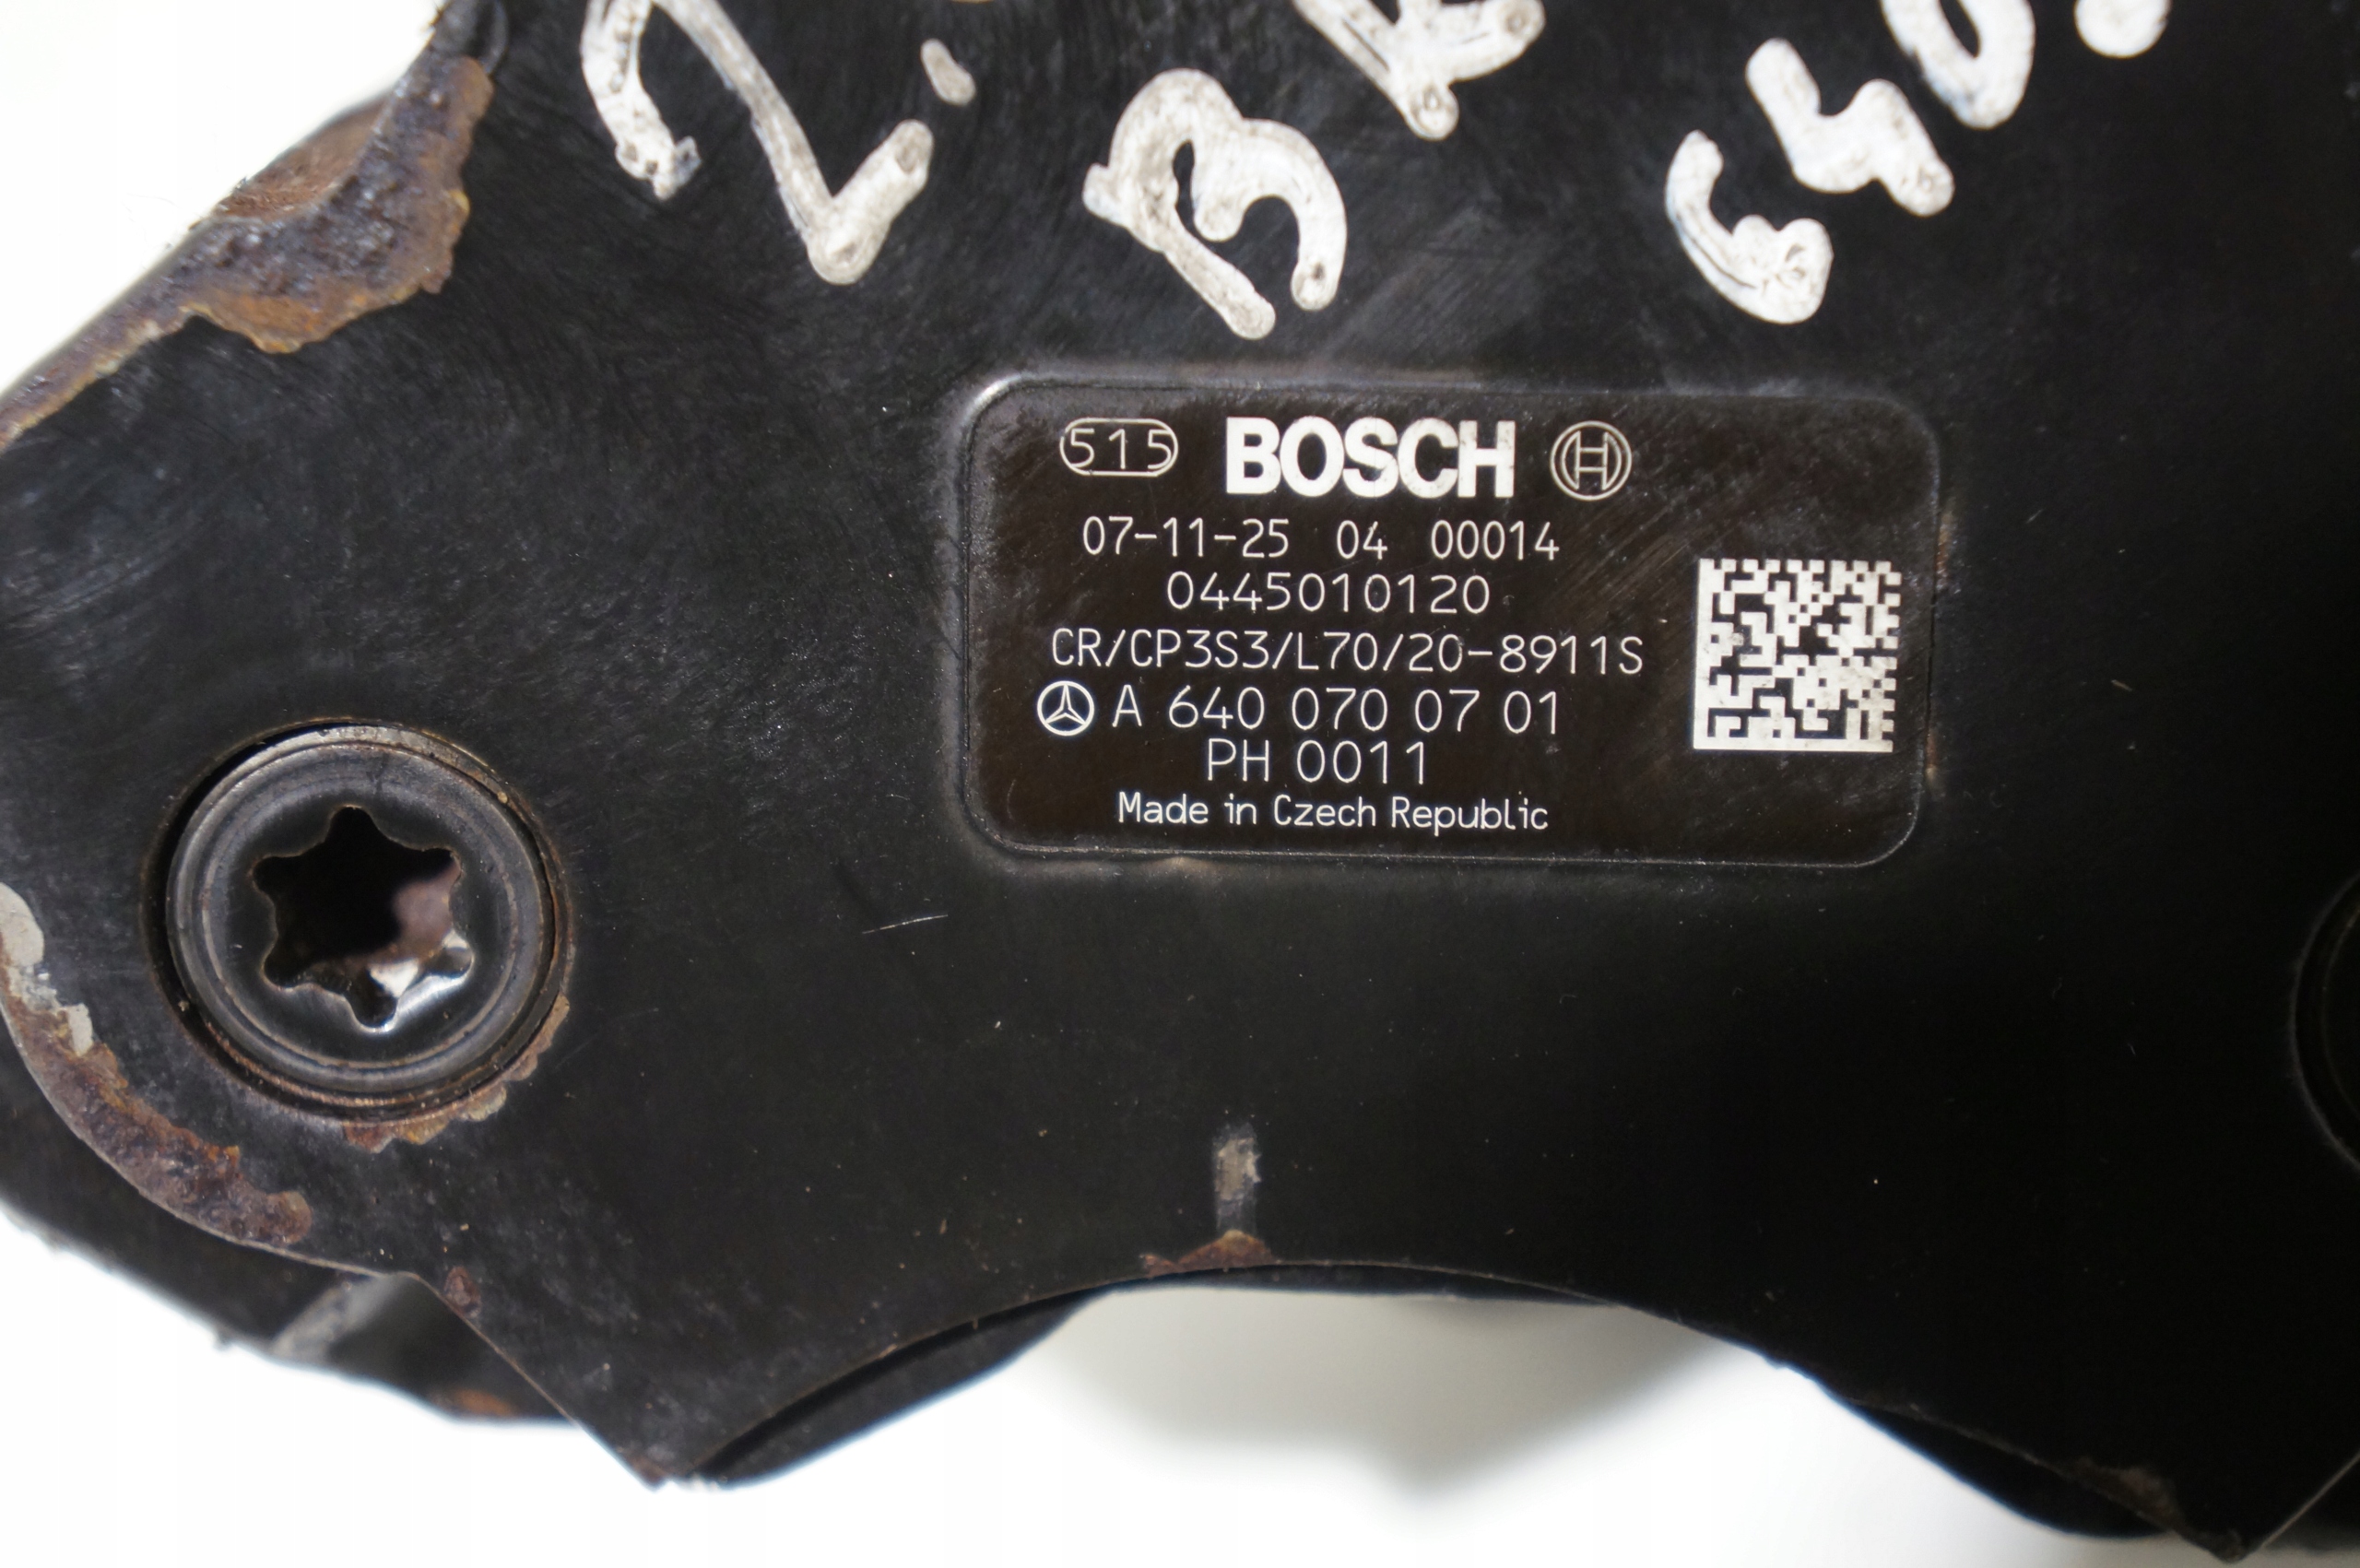 640.
515 BOSCH
07-11-25 04 00014
0445010120
CR/CP3S3/L70/20-8911S
A 640 070 07 01
PH 0011
Made in Czech Republic